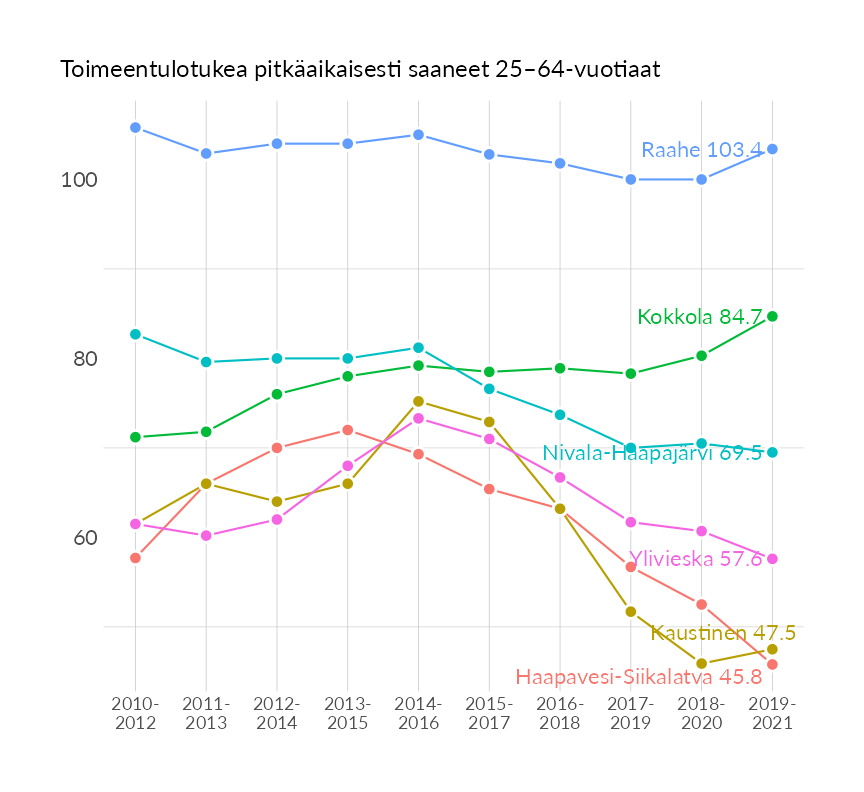 Toimeentulotukea pitkäaikaisesti saaneet 25–64-vuotiaat
Raahe 103.4
100
Kokkola 84.7
80
Nivala-Haapajärvi 69.5
60
Ylivieska 57.6
Kaustinen 47.5
Haapavesi-Siikalatva 45.8
2010- 2011- 2012- 2013- 2014- 2015- 2016- 2017- 2018- 2019-
2012 2013 2014 2015 2016 2017 2018 2019 2020 2021